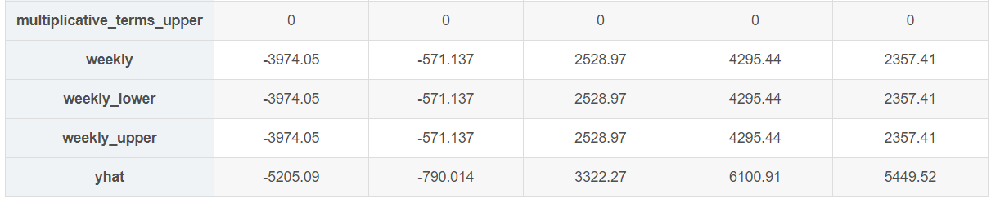 multiplicative_terms_upper 0 0 0 0 0
weekly -3974.05 -571.137 2528.97 4295.44 2357.41
weekly_lower -3974.05 -571.137 2528.97 4295.44 2357.41
weekly_upper -3974.05 -571.137 2528.97 4295.44 2357.41
yhat -5205.09 -790.014 3322.27 6100.91 5449.52